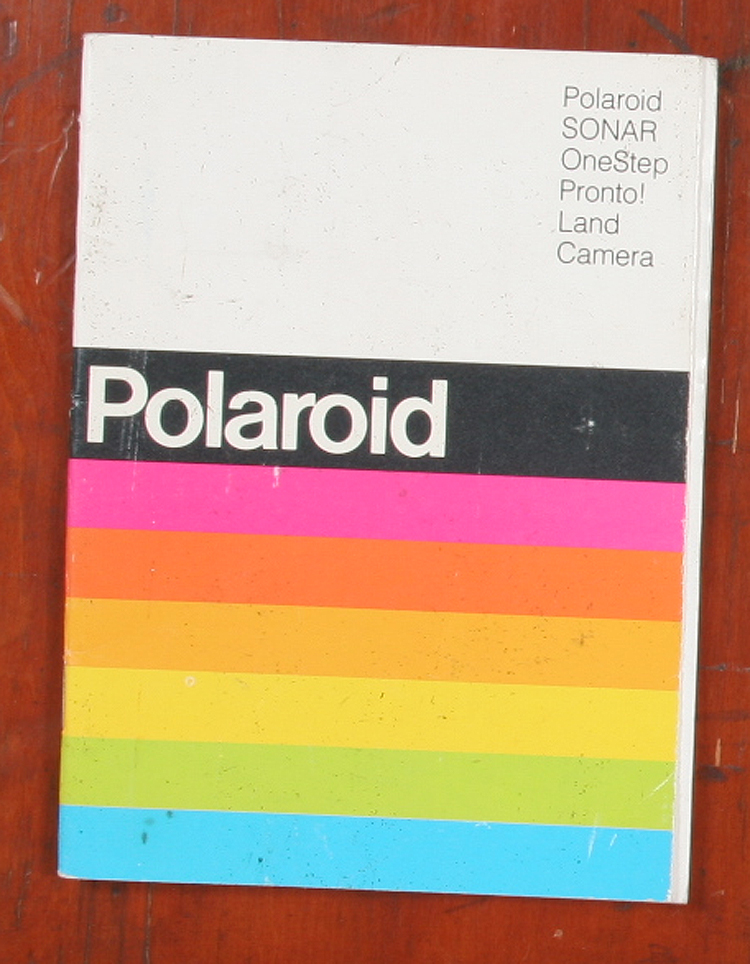 Polaroid
SONAR
OneStep
Pronto!
Land
Camera
Polaroid